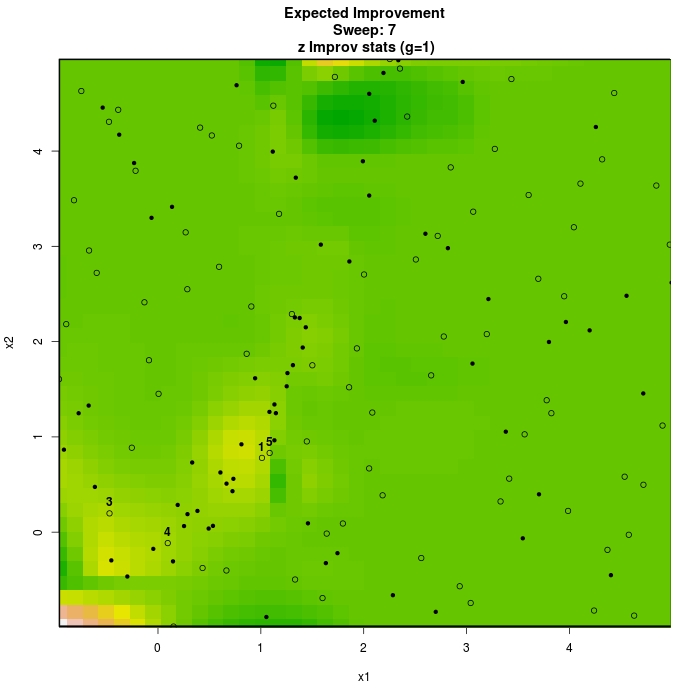 Expected Improvement
Sweep: 7
z Improv stats (g=1)
x2
4
3
2
1
0
1 5
3
4
0 1 2 3 4
x1